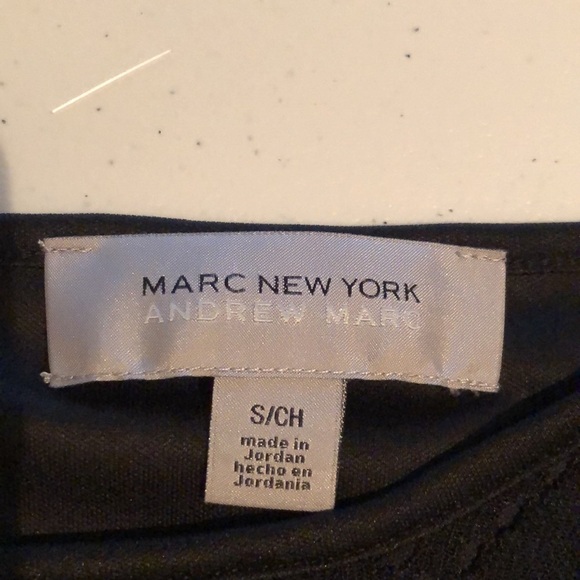 MARC NEW YORK
ANDREW MARC
S/CH
made in
Jordan
hecho en
Jordania